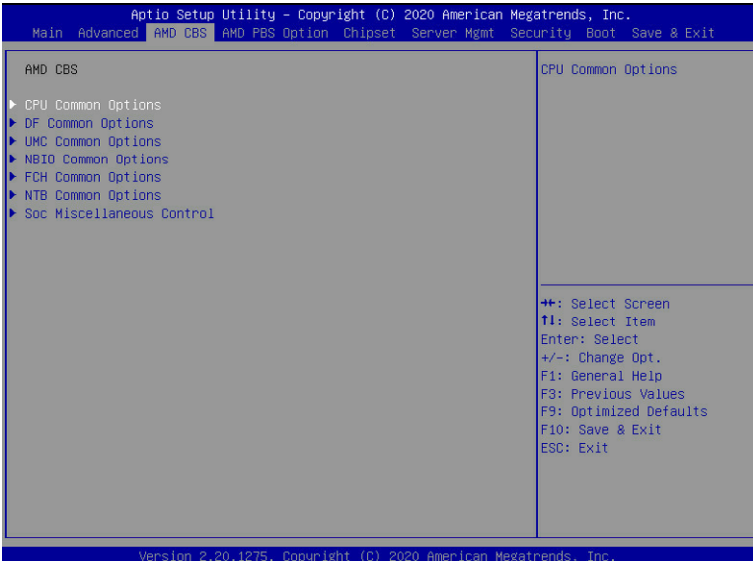 Aptio Setup Utility – Copyright (C) 2020 American Megatrends, Inc.
Main Advanced AMD CBS AMD PBS Option Chipset Server Mgmt Security Boot Save & Exit
AMD CBS
CPU Common Options
DF Common Options
UMC Common Options
NBIO Common Options
FCH Common Options
NTB Common Options
Soc Miscellaneous Control
CPU Common Options
→←: Select Screen
↑↓: Select Item
Enter: Select
+/-: Change Opt.
F1: General Help
F3: Previous Values
F9: Optimized Defaults
F10: Save & Exit
ESC: Exit
Version 2.20.1275. Copyright (C) 2020 American Megatrends, Inc.